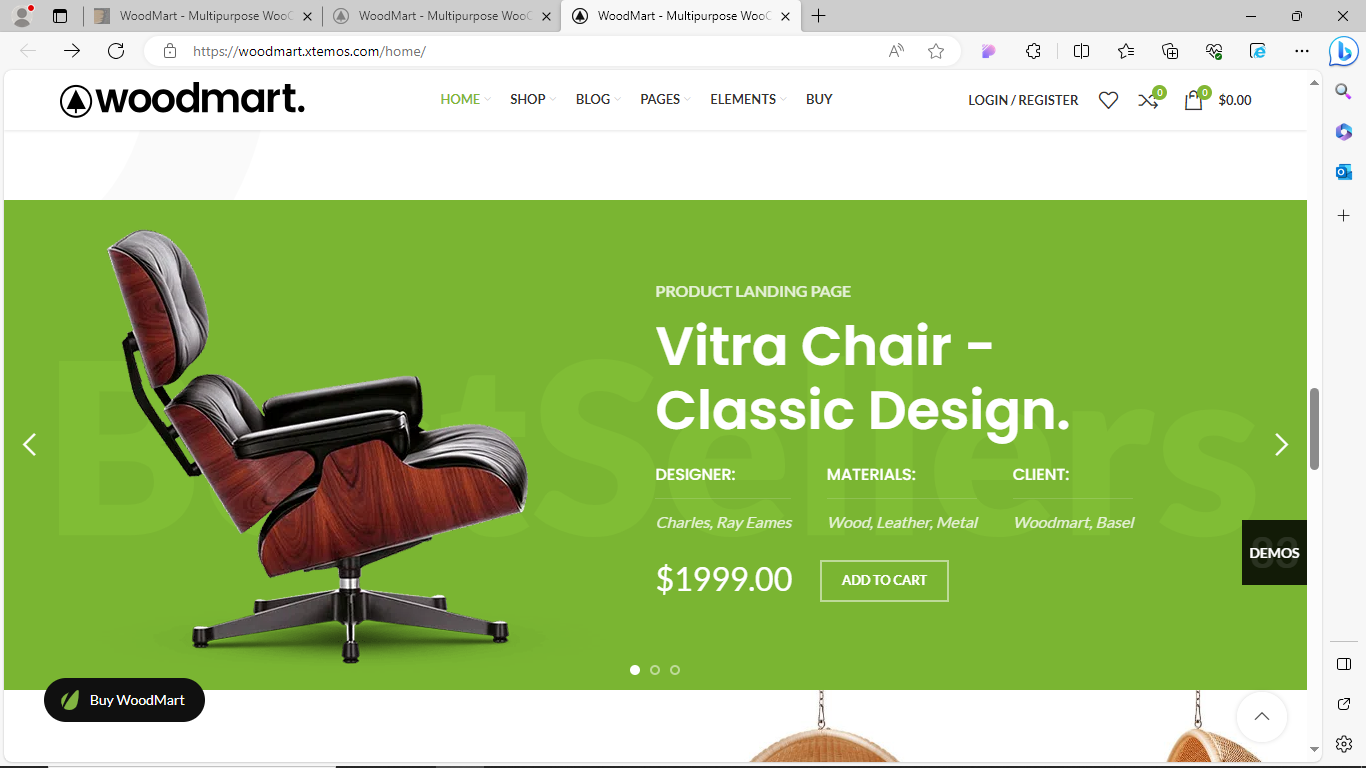 WoodMart - Multipurpose WooC
WoodMart - Multipurpose WooC
WoodMart - Multipurpose WooC
https://woodmart.xtemos.com/home/
woodmart.
HOME
SHOP
BLOG
PAGES
ELEMENTS
BUY
LOGIN / REGISTER
0
0
$0.00
PRODUCT LANDING PAGE
Vitra Chair -
Classic Design.
DESIGNER:
MATERIALS:
CLIENT:
Charles, Ray Eames
Wood, Leather, Metal
Woodmart, Basel
$1999.00
ADD TO CART
DEMOS
Buy WoodMart